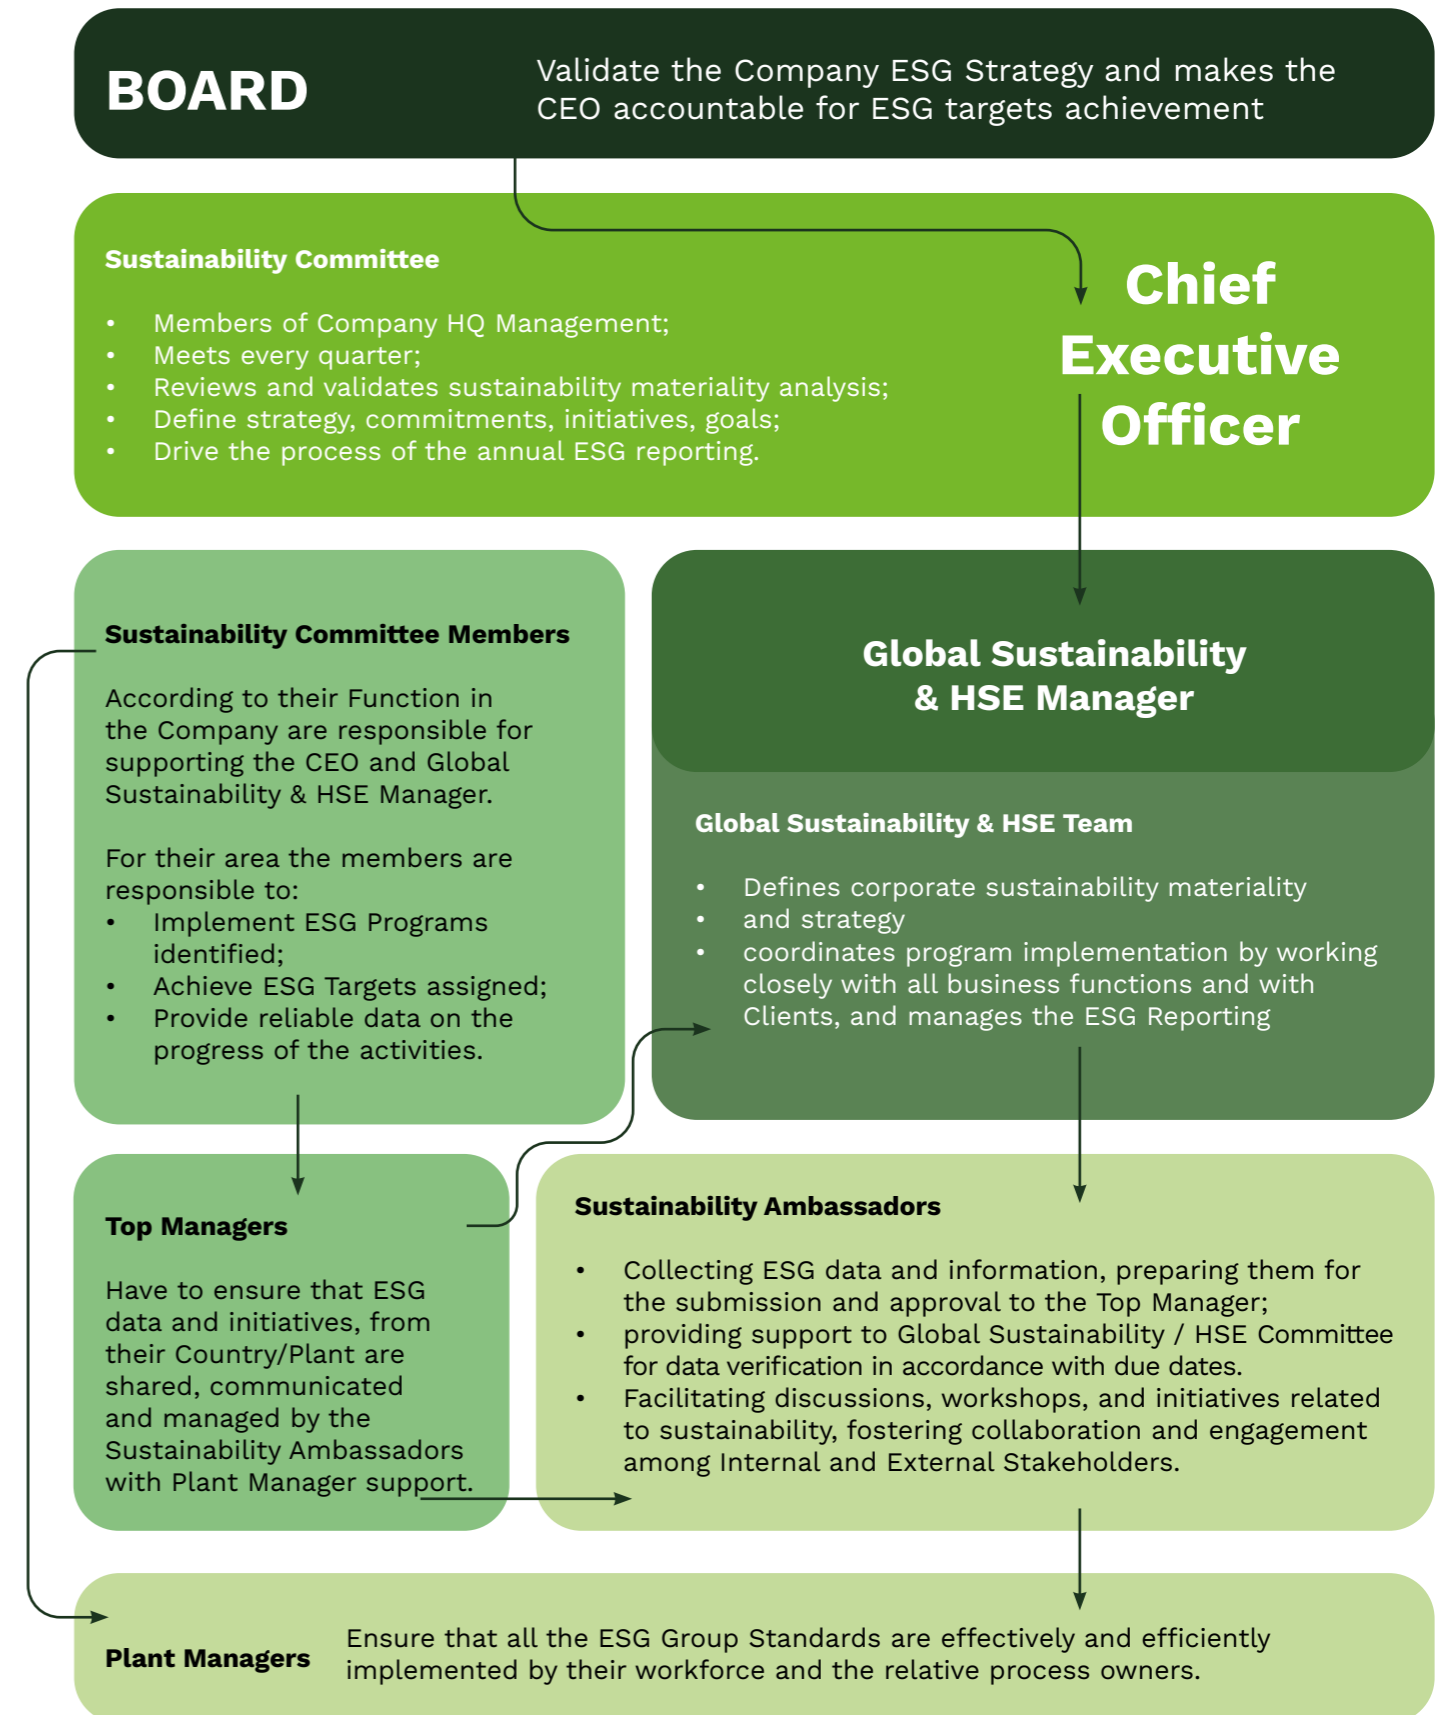 BOARD
Validate the Company ESG Strategy and makes the
CEO accountable for ESG targets achievement
Sustainability Committee
• Members of Company HQ Management;
• Meets every quarter;
• Reviews and validates sustainability materiality analysis;
• Define strategy, commitments, initiatives, goals;
• Drive the process of the annual ESG reporting.
Chief
Executive
Officer
Sustainability Committee Members
According to their Function in
the Company are responsible for
supporting the CEO and Global
Sustainability & HSE Manager.
For their area the members are
responsible to:
• Implement ESG Programs
identified;
• Achieve ESG Targets assigned;
• Provide reliable data on the
progress of the activities.
Global Sustainability
& HSE Manager
Global Sustainability & HSE Team
• Defines corporate sustainability materiality
• and strategy
• coordinates program implementation by working
closely with all business functions and with
Clients, and manages the ESG Reporting
Top Managers
Have to ensure that ESG
data and initiatives, from
their Country/Plant are
shared, communicated
and managed by the
Sustainability Ambassadors
with Plant Manager support.
Sustainability Ambassadors
• Collecting ESG data and information, preparing them for
the submission and approval to the Top Manager;
• providing support to Global Sustainability / HSE Committee
for data verification in accordance with due dates.
• Facilitating discussions, workshops, and initiatives related
to sustainability, fostering collaboration and engagement
among Internal and External Stakeholders.
Plant Managers
Ensure that all the ESG Group Standards are effectively and efficiently
implemented by their workforce and the relative process owners.